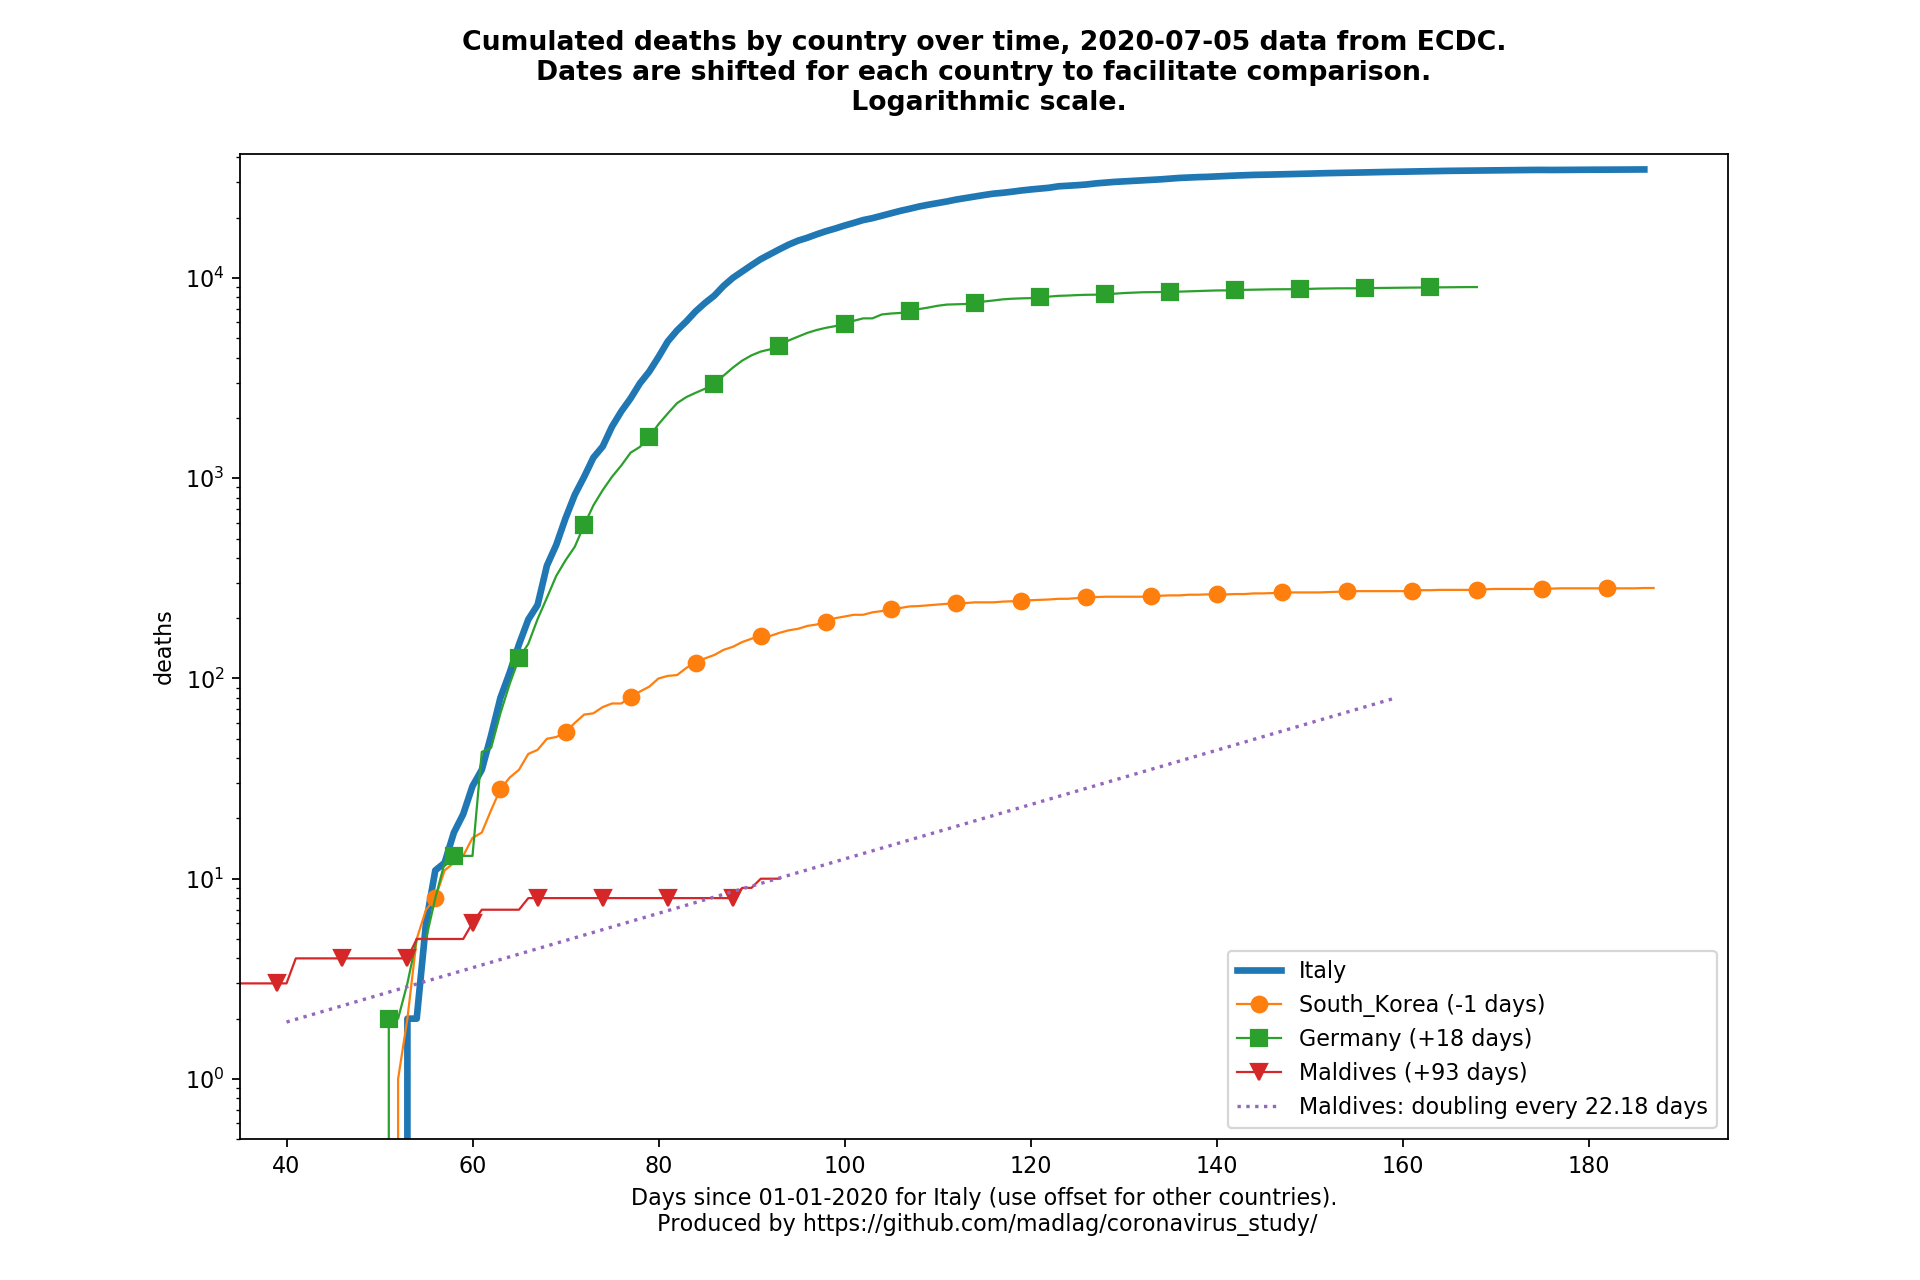 Cumulated deaths by country over time, 2020-07-05 data from ECDC.
Dates are shifted for each country to facilitate comparison.
Logarithmic scale.
10^4
10^3
10^2
10^1
10^0
deaths
Italy
South_Korea (-1 days)
Germany (+18 days)
Maldives (+93 days)
Maldives: doubling every 22.18 days
40 60 80 100 120 140 160 180
Days since 01-01-2020 for Italy (use offset for other countries).
Produced by https://github.com/madlag/coronavirus_study/